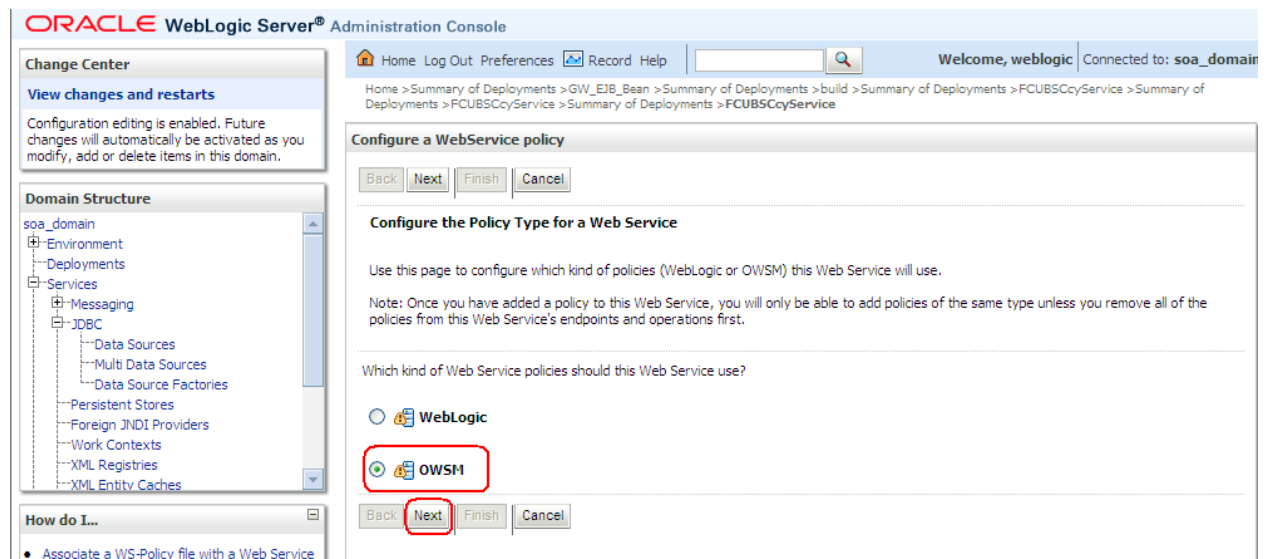 ORACLE WebLogic Server® Administration Console
Change Center
View changes and restarts
Configuration editing is enabled. Future
changes will automatically be activated as you
modify, add or delete items in this domain.
Domain Structure
soa_domain
Environment
Deployments
Services
Messaging
JDBC
Data Sources
Multi Data Sources
Data Source Factories
Persistent Stores
Foreign JNDI Providers
Work Contexts
XML Registries
XML Entity Caches
How do I...
Associate a WS-Policy file with a Web Service
Home Log Out Preferences Record Help
Welcome, weblogic Connected to: soa_domain
Home >Summary of Deployments >GW_EJB_Bean >Summary of Deployments >build >Summary of Deployments >FCUBSCcyService >Summary of
Deployments >FCUBSCcyService >Summary of Deployments >FCUBSCcyService
Configure a WebService policy
Back Next Finish Cancel
Configure the Policy Type for a Web Service
Use this page to configure which kind of policies (WebLogic or OWSM) this Web Service will use.
Note: Once you have added a policy to this Web Service, you will only be able to add policies of the same type unless you remove all of the
policies from this Web Service's endpoints and operations first.
Which kind of Web Service policies should this Web Service use?
WebLogic
OWSM
Back Next Finish Cancel